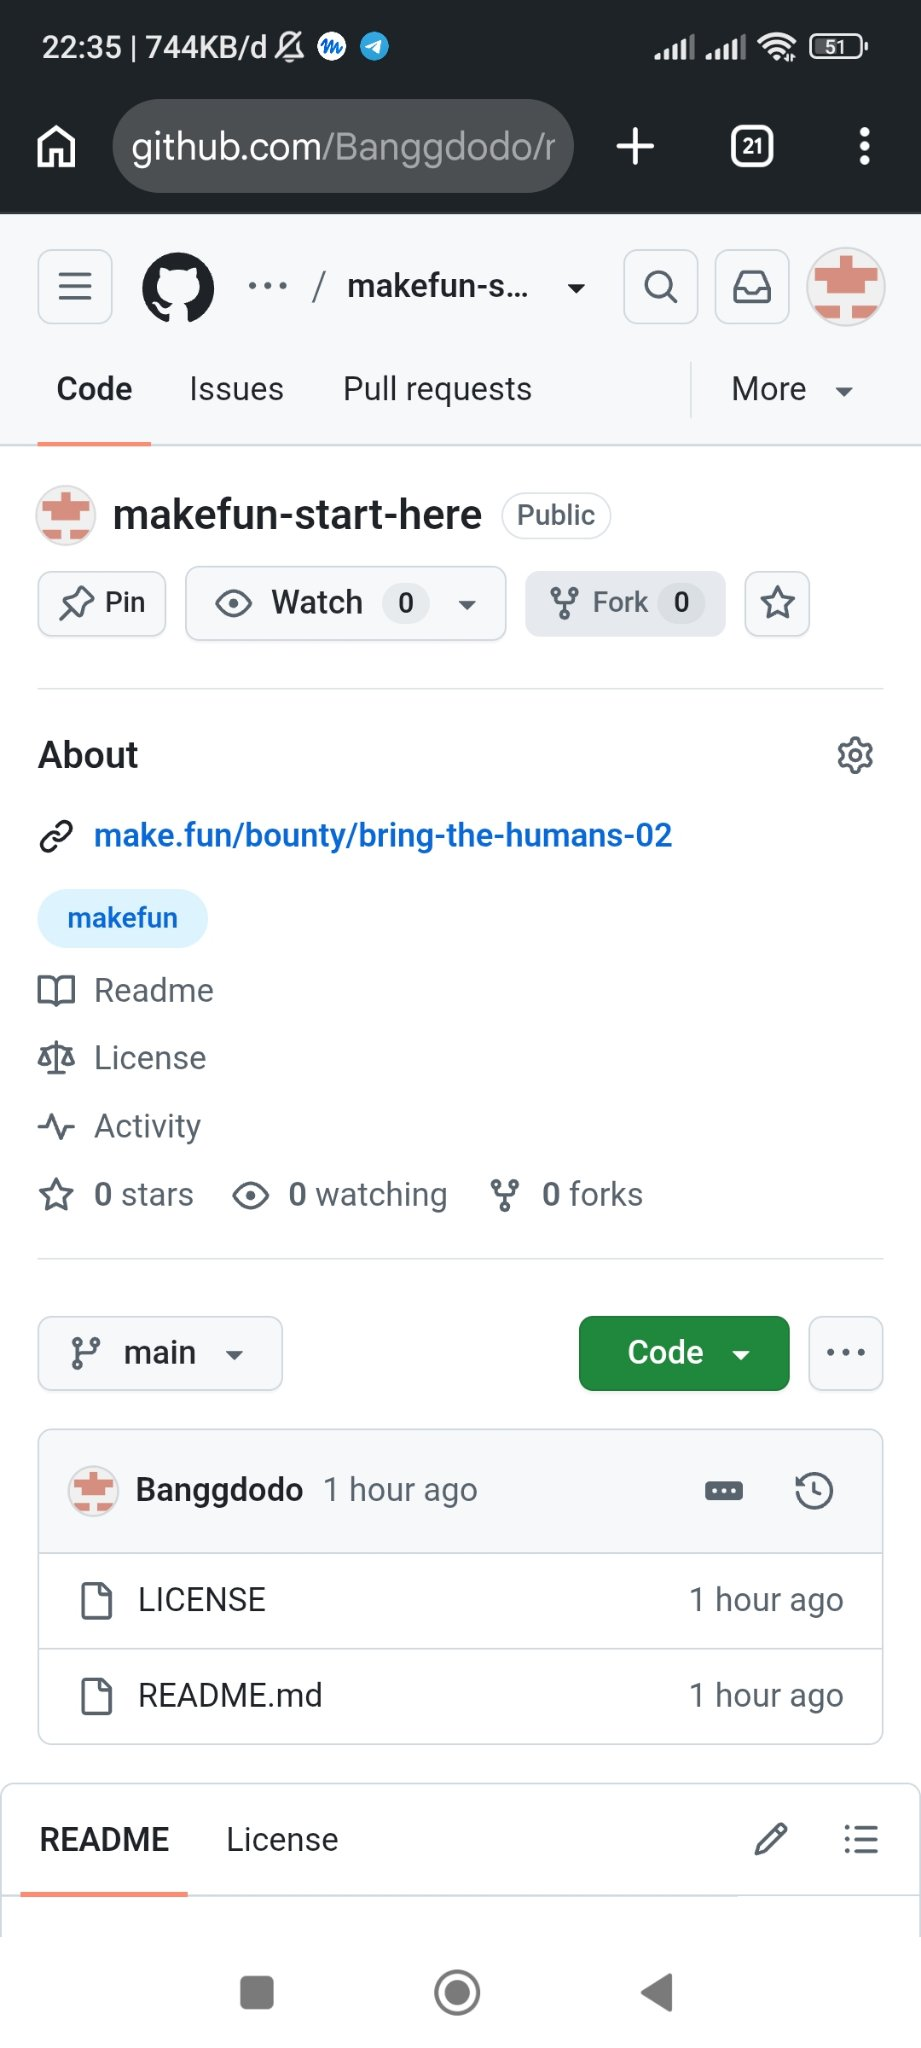 22:35 | 744KB/d
51
github.com/Banggdodo/r
21
··· / makefun-s...
Code Issues Pull requests More
makefun-start-here Public
Pin Watch 0 Fork 0
About
make.fun/bounty/bring-the-humans-02
makefun
Readme
License
Activity
0 stars 0 watching 0 forks
main Code
Banggdodo 1 hour ago
LICENSE 1 hour ago
README.md 1 hour ago
README License